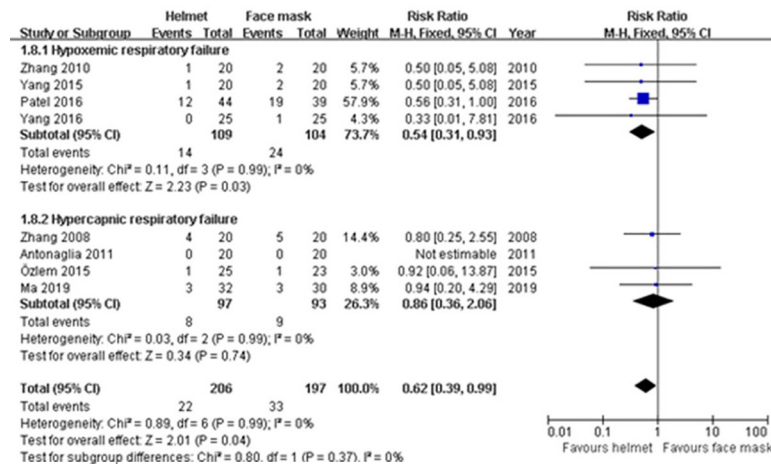 Helmet Face mask Risk Ratio Risk Ratio
Study or Subgroup Events Total Events Total Weight M-H, Fixed, 95% CI Year M-H, Fixed, 95% CI
1.8.1 Hypoxemic respiratory failure
Zhang 2010 1 20 2 20 5.7% 0.50 [0.05, 5.08] 2010
Yang 2015 1 20 2 20 5.7% 0.50 [0.05, 5.08] 2015
Patel 2016 12 44 19 39 57.9% 0.56 [0.31, 1.00] 2016
Yang 2016 0 25 1 25 4.3% 0.33 [0.01, 7.81] 2016
Subtotal (95% CI) 109 104 73.7% 0.54 [0.31, 0.93]
Total events 14 24
Heterogeneity: Chi² = 0.11, df = 3 (P = 0.99); I² = 0%
Test for overall effect: Z = 2.23 (P = 0.03)
1.8.2 Hypercapnic respiratory failure
Zhang 2008 4 20 5 20 14.4% 0.80 [0.25, 2.55] 2008
Antonaglia 2011 0 20 0 20 Not estimable 2011
Özlem 2015 1 25 1 23 3.0% 0.92 [0.06, 13.87] 2015
Ma 2019 3 32 3 30 8.9% 0.94 [0.20, 4.29] 2019
Subtotal (95% CI) 97 93 26.3% 0.86 [0.36, 2.06]
Total events 8 9
Heterogeneity: Chi² = 0.03, df = 2 (P = 0.99); I² = 0%
Test for overall effect: Z = 0.34 (P = 0.74)
Total (95% CI) 206 197 100.0% 0.62 [0.39, 0.99]
Total events 22 33
Heterogeneity: Chi² = 0.89, df = 6 (P = 0.99); I² = 0%
Test for overall effect: Z = 2.01 (P = 0.04)
Test for subgroup differences: Chi² = 0.80, df = 1 (P = 0.37), I² = 0%
0.01 0.1 1 10 100
Favours helmet Favours face mask